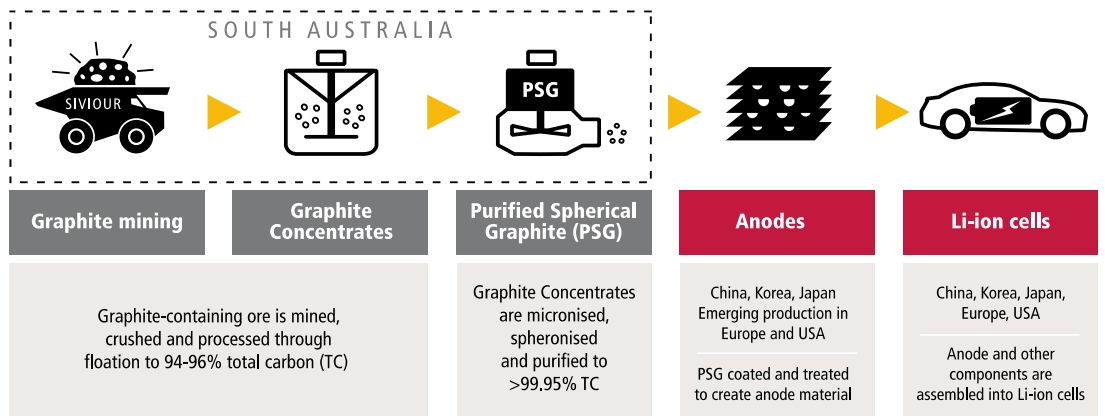 SOUTH AUSTRALIA
SIVIOUR
PSG
Graphite mining
Graphite
Concentrates
Purified Spherical
Graphite (PSG)
Anodes
Li-ion cells
Graphite-containing ore is mined,
crushed and processed through
floation to 94-96% total carbon (TC)
Graphite Concentrates
are micronised,
spheronised
and purified to
>99.95% TC
China, Korea, Japan
Emerging production in
Europe and USA
PSG coated and treated
to create anode material
China, Korea, Japan,
Europe, USA
Anode and other
components are
assembled into Li-ion cells